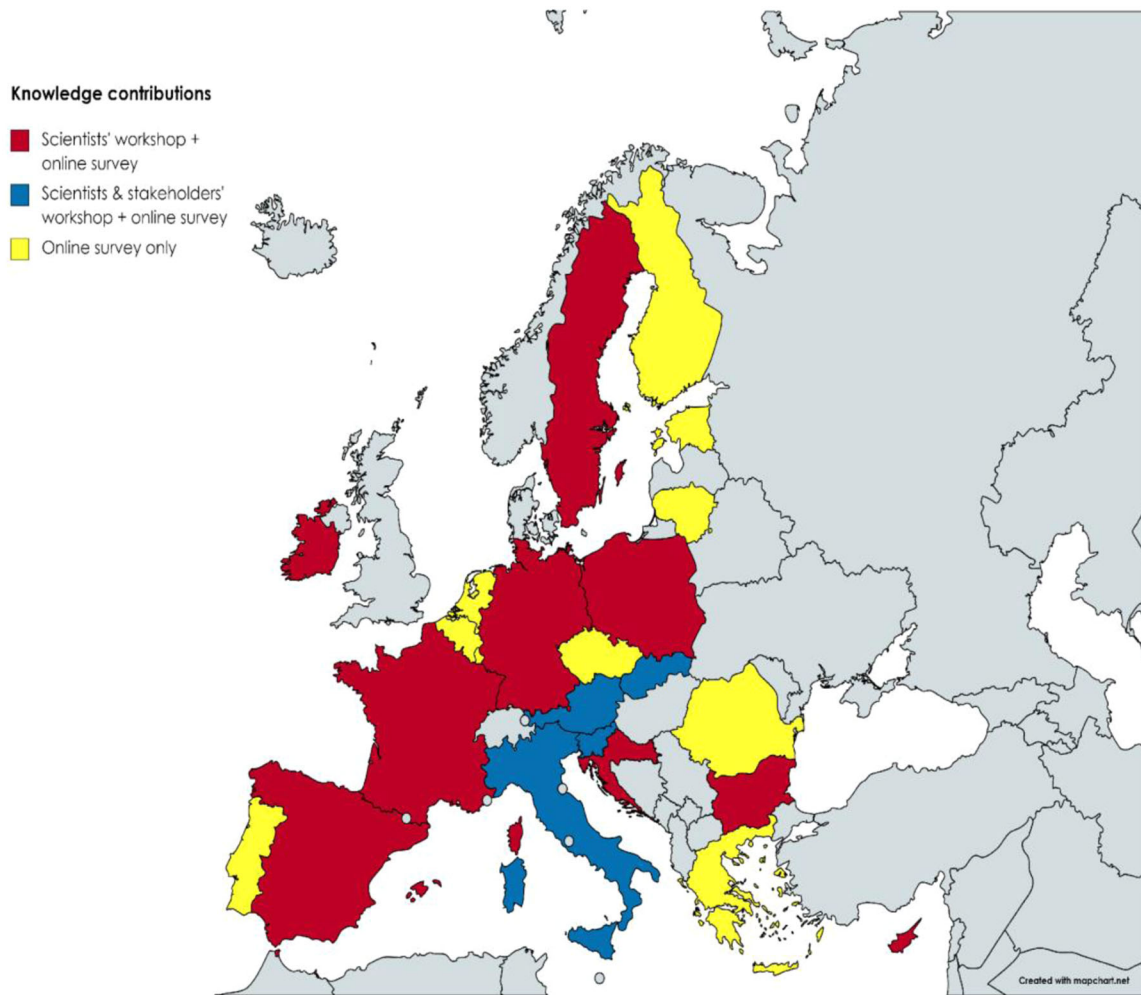 Knowledge contributions
Scientists' workshop +
online survey
Scientists & stakeholders'
workshop + online survey
Online survey only
Created with mapchart.net